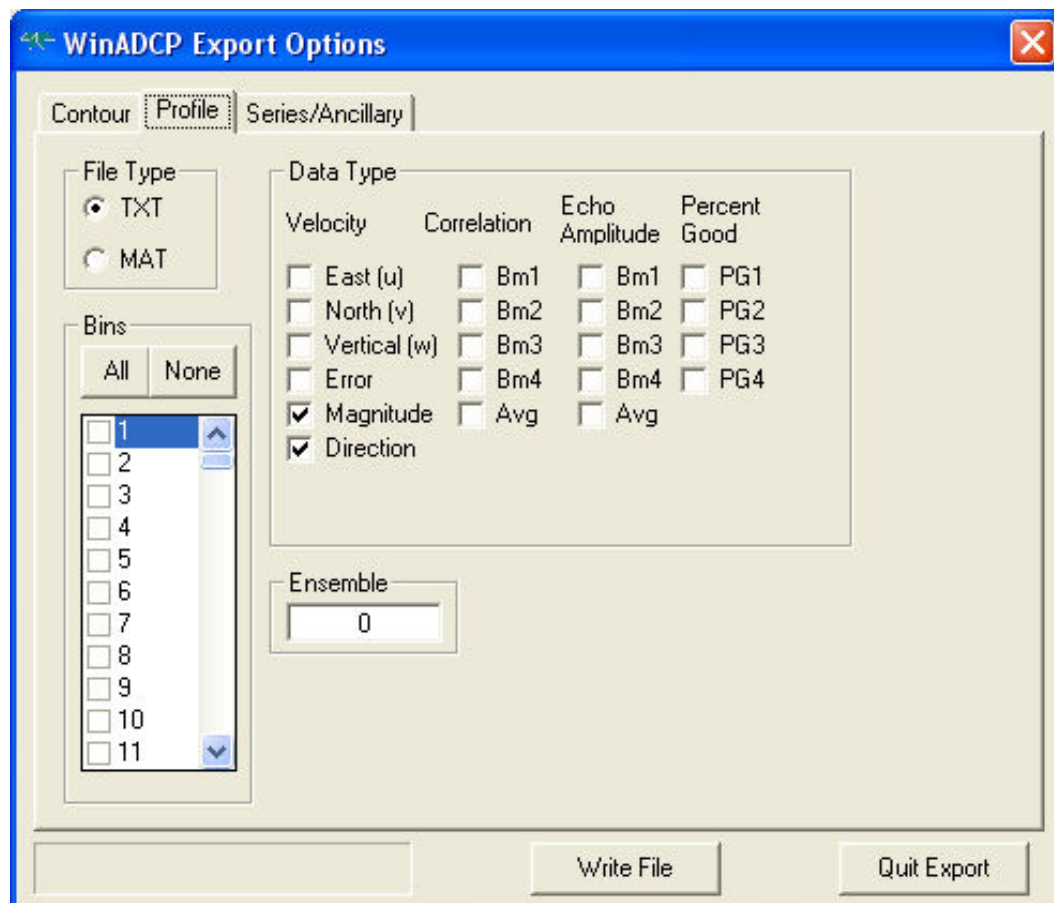 WinADCP Export Options
Contour Profile Series/Ancillary
File Type
TXT
MAT
Bins
All None
1
2
3
4
5
6
7
8
9
10
11
Data Type
Velocity Correlation Echo Amplitude Percent Good
East (u) Bm1 Bm1 PG1
North (v) Bm2 Bm2 PG2
Vertical (w) Bm3 Bm3 PG3
Error Bm4 Bm4 PG4
Magnitude Avg Avg
Direction
Ensemble
0
Write File Quit Export